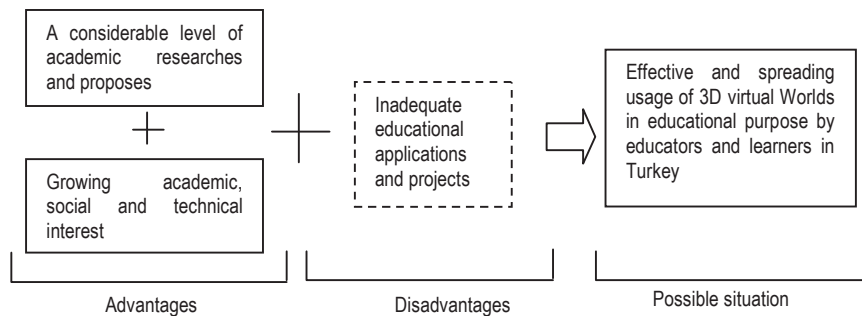 A considerable level of
academic researches
and proposes
Growing academic,
social and technical
interest
Inadequate
educational
applications
and projects
Effective and spreading
usage of 3D virtual Worlds
in educational purpose by
educators and learners in
Turkey
Advantages
Disadvantages
Possible situation